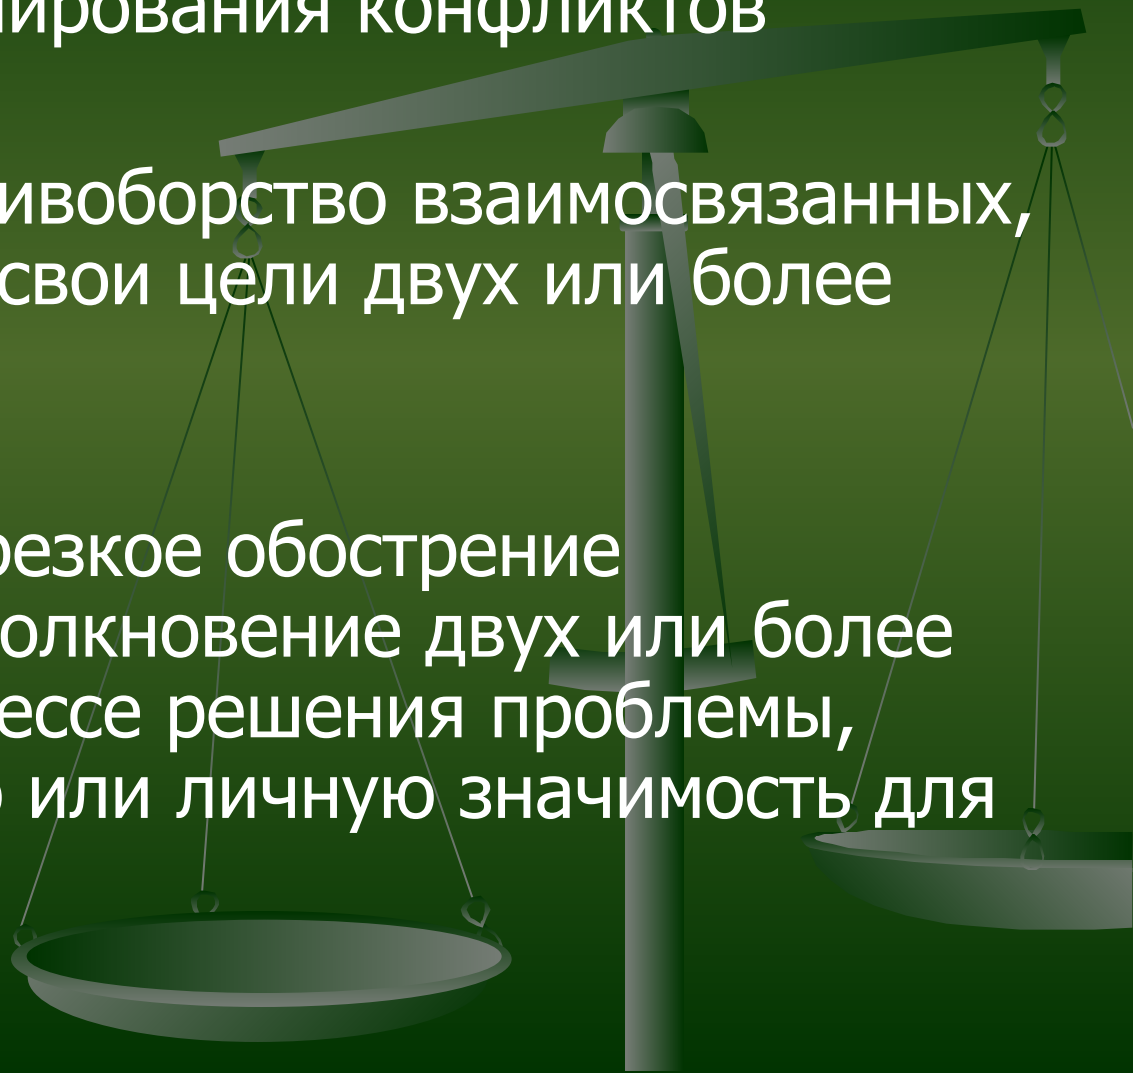 ирования конфликтов
ивоборство взаимосвязанных,
свои цели двух или более
резкое обострение
олкновение двух или более
ессе решения проблемы,
о или личную значимость для